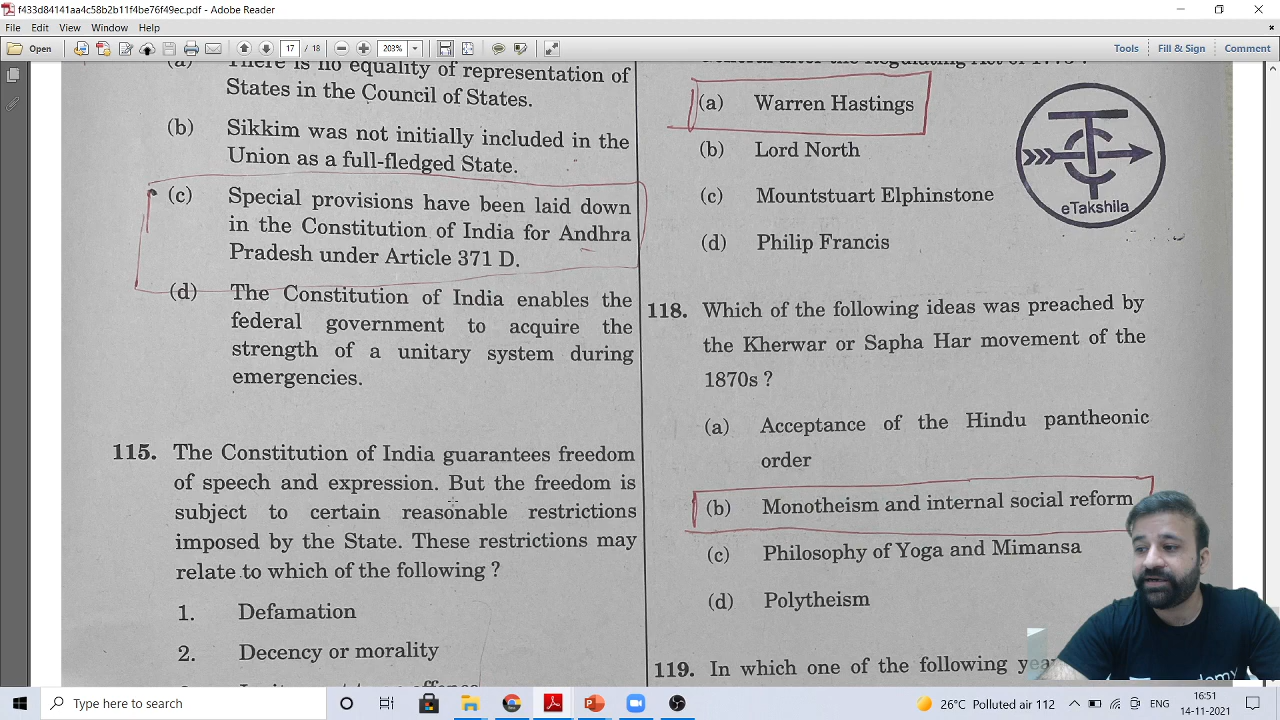 f433d84141aa4c58b2b11f4be76f49ec.pdf - Adobe Reader
File Edit View Window Help
Open 17 / 18 203% Tools Fill & Sign Comment
(a) There is no equality of representation of
States in the Council of States.
(b) Sikkim was not initially included in the
Union as a full-fledged State.
(c) Special provisions have been laid down
in the Constitution of India for Andhra
Pradesh under Article 371 D.
(d) The Constitution of India enables the
federal government to acquire the
strength of a unitary system during
emergencies.
115. The Constitution of India guarantees freedom
of speech and expression. But the freedom is
subject to certain reasonable restrictions
imposed by the State. These restrictions may
relate to which of the following ?
1. Defamation
2. Decency or morality
(a) Warren Hastings
(b) Lord North
(c) Mountstuart Elphinstone
(d) Philip Francis
eTakshila
118. Which of the following ideas was preached by
the Kherwar or Sapha Har movement of the
1870s ?
(a) Acceptance of the Hindu pantheonic
order
(b) Monotheism and internal social reform
(c) Philosophy of Yoga and Mimansa
(d) Polytheism
119. In which one of the following
Type here to search
26°C Polluted air 112 ENG 16:51
14-11-2021